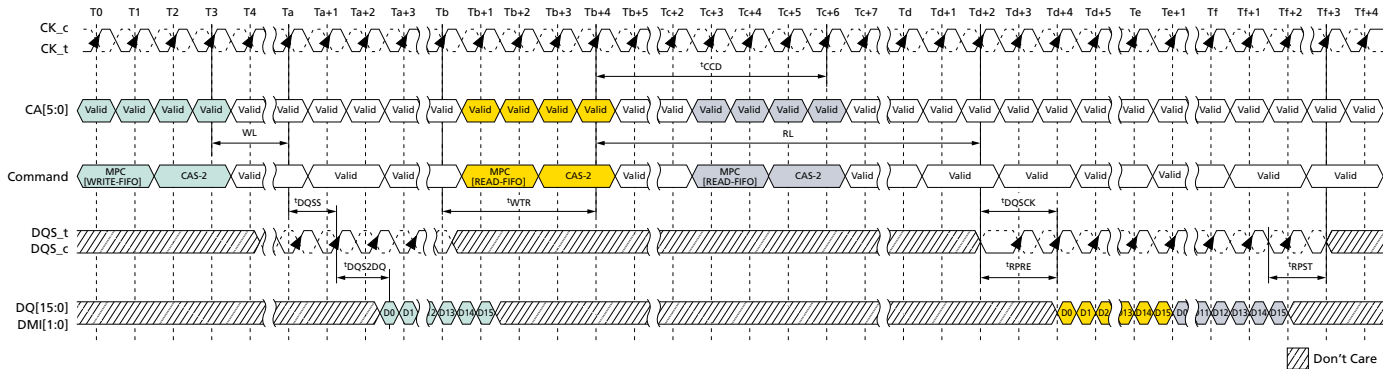 T0 T1 T2 T3 T4 Ta Ta+1 Ta+2 Ta+3 Tb Tb+1 Tb+2 Tb+3 Tb+4 Tb+5 Tc+2 Tc+3 Tc+4 Tc+5 Tc+6 Tc+7 Td Td+1 Td+2 Td+3 Td+4 Td+5 Te Te+1 Tf Tf+1 Tf+2 Tf+3 Tf+4
CK_c
CK_t
tCCD
CA[5:0] Valid Valid Valid Valid Valid Valid Valid Valid Valid Valid Valid Valid Valid Valid Valid Valid Valid Valid Valid Valid Valid Valid Valid Valid Valid Valid Valid Valid Valid Valid Valid Valid Valid Valid
WL RL
Command MPC [WRITE-FIFO] CAS-2 Valid Valid Valid MPC [READ-FIFO] CAS-2 Valid MPC [READ-FIFO] CAS-2 Valid Valid Valid Valid Valid Valid Valid
tDQSS tWTR tDQSCK
DQS_t
DQS_c
tDQS2DQ tRPRE tRPST
DQ[15:0]
DMI[1:0]
D0 D1 2 D13 D14 D15 D0 D1 D2 D13 D14 D15 D0 D11 D12 D13 D14 D15
Don't Care